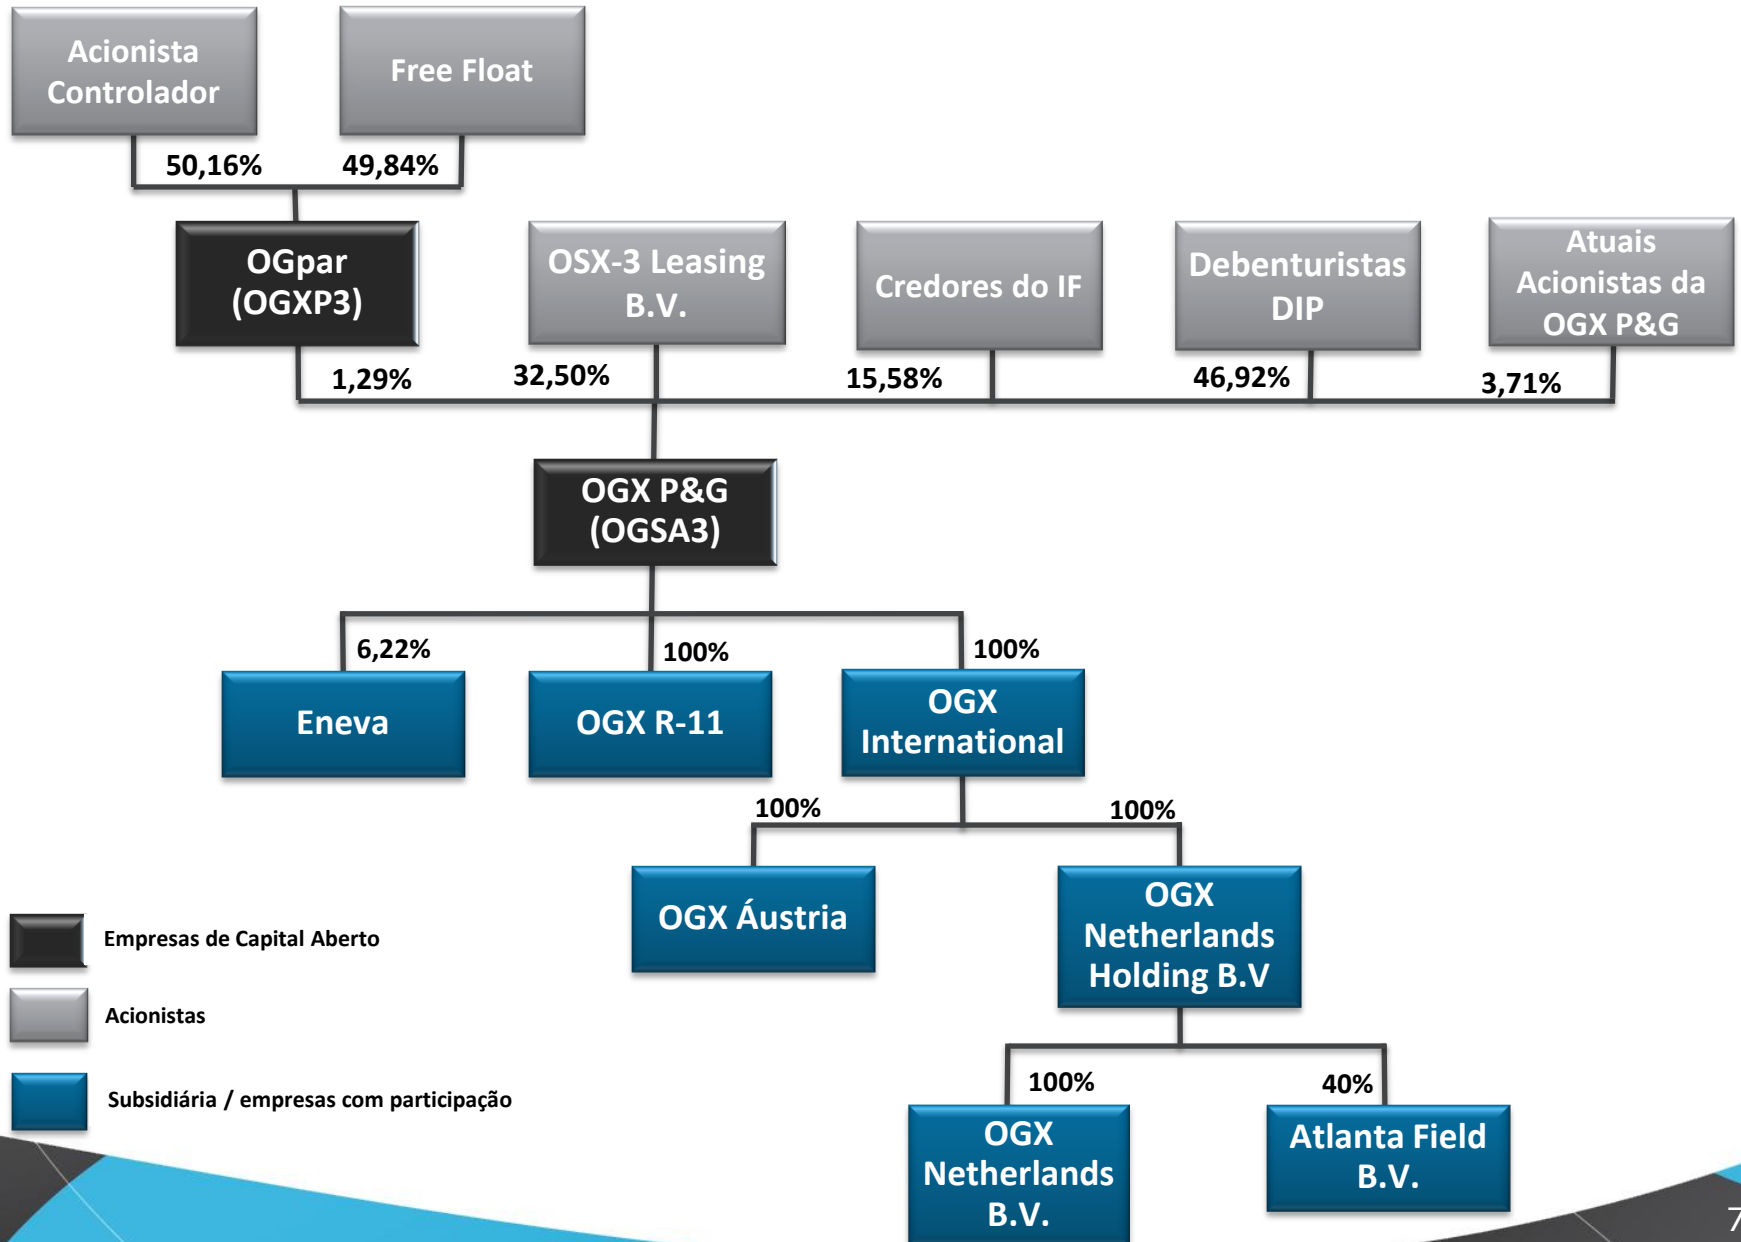 Acionista
Controlador
Free Float
50,16%
49,84%
OGpar
(OGXP3)
OSX-3 Leasing
B.V.
Credores do IF
Debenturistas
DIP
Atuais
Acionistas da
OGX P&G
1,29%
32,50%
15,58%
46,92%
3,71%
OGX P&G
(OGSA3)
6,22%
100%
100%
Eneva
OGX R-11
OGX
International
100%
100%
OGX Áustria
OGX
Netherlands
Holding B.V
Empresas de Capital Aberto
Acionistas
Subsidiária / empresas com participação
100%
40%
OGX
Netherlands
B.V.
Atlanta Field
B.V.
7